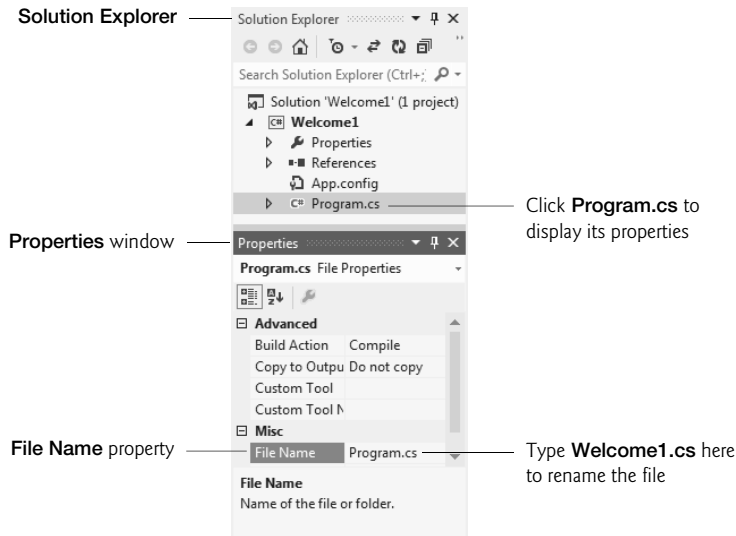 Solution Explorer
Solution Explorer
Search Solution Explorer (Ctrl+;
Solution 'Welcome1' (1 project)
C# Welcome1
Properties
References
App.config
C# Program.cs
Click Program.cs to
display its properties
Properties window
Properties
Program.cs File Properties
Advanced
Build Action Compile
Copy to Outpu Do not copy
Custom Tool
Custom Tool N
Misc
File Name property
File Name Program.cs
Type Welcome1.cs here
to rename the file
File Name
Name of the file or folder.